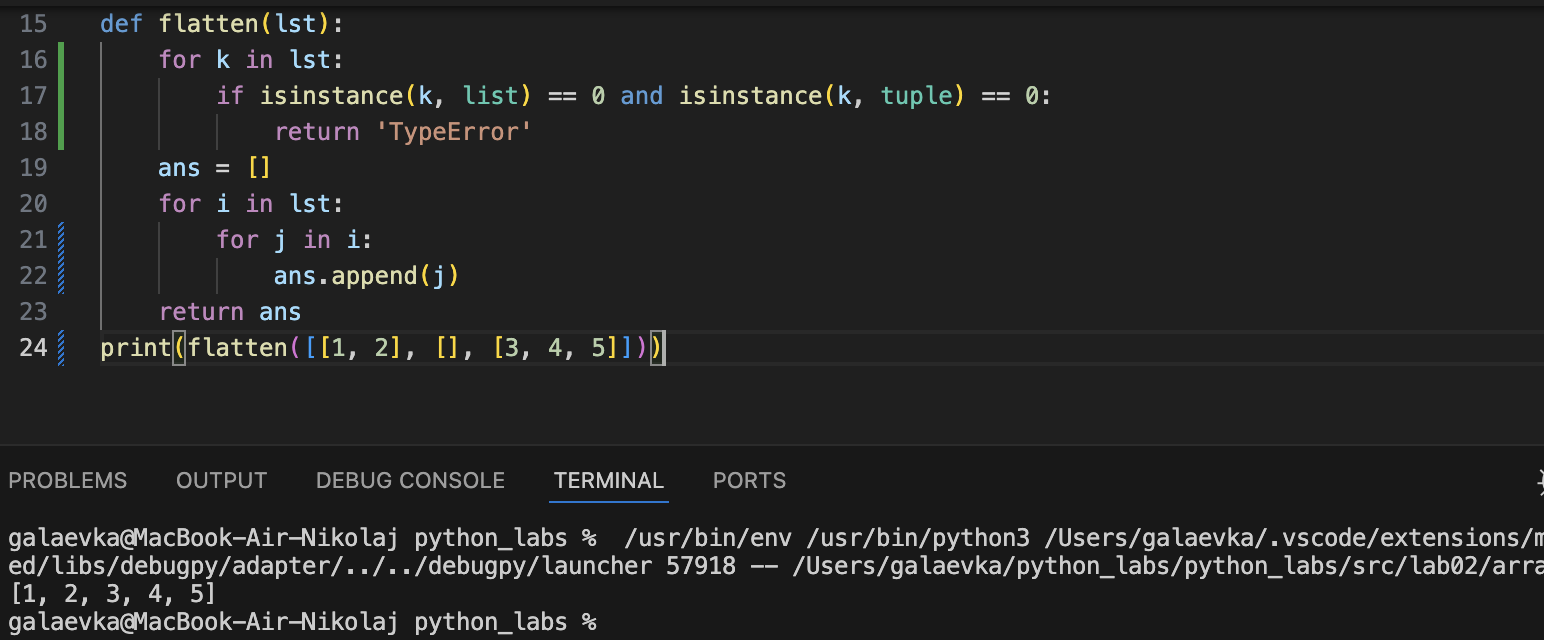 15 def flatten(lst):
16     for k in lst:
17         if isinstance(k, list) == 0 and isinstance(k, tuple) == 0:
18             return 'TypeError'
19     ans = []
20     for i in lst:
21         for j in i:
22             ans.append(j)
23     return ans
24 print(flatten([[1, 2], [], [3, 4, 5]]))
PROBLEMS OUTPUT DEBUG CONSOLE TERMINAL PORTS
galaevka@MacBook-Air-Nikolaj python_labs %  /usr/bin/env /usr/bin/python3 /Users/galaevka/.vscode/extensions/m
ed/libs/debugpy/adapter/../../debugpy/launcher 57918 -- /Users/galaevka/python_labs/python_labs/src/lab02/arra
[1, 2, 3, 4, 5]
galaevka@MacBook-Air-Nikolaj python_labs %